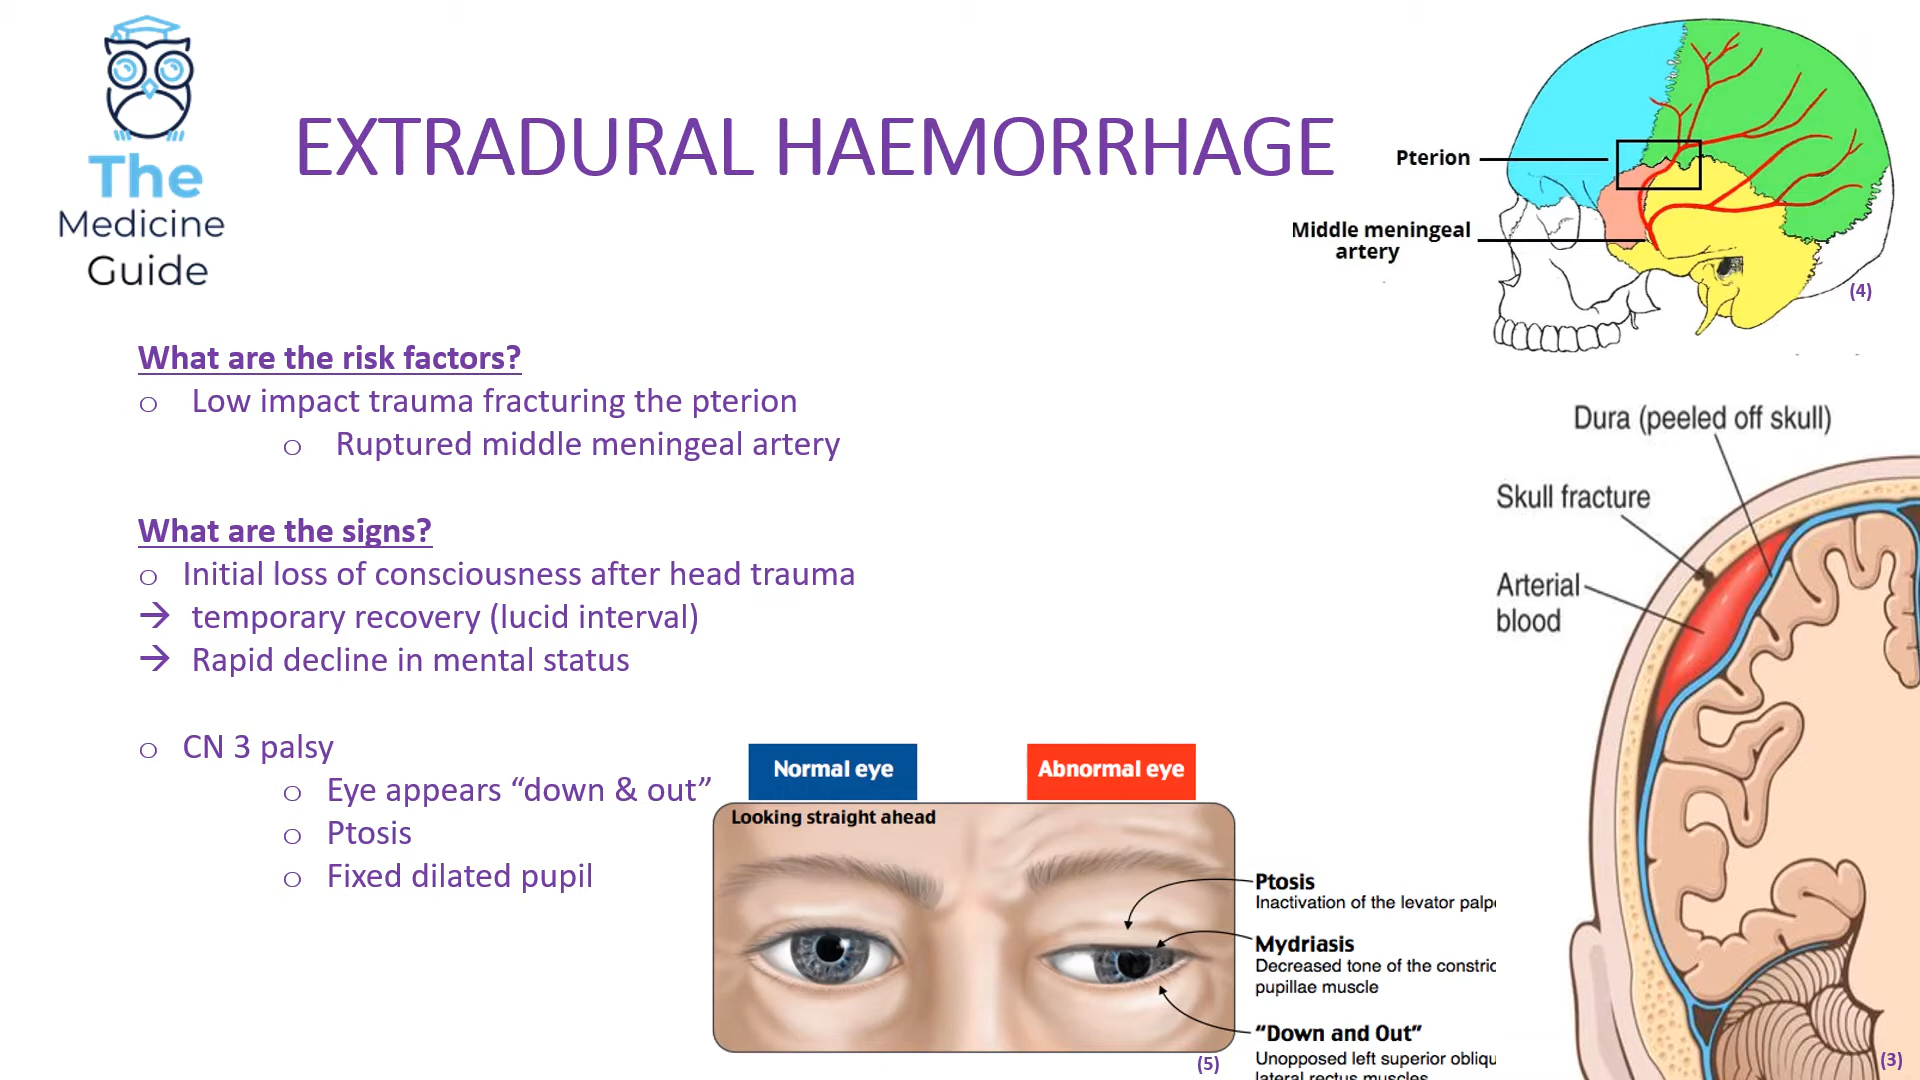 The
Medicine
Guide
EXTRADURAL HAEMORRHAGE
Pterion
Middle meningeal
artery
(4)
What are the risk factors?
o Low impact trauma fracturing the pterion
o Ruptured middle meningeal artery
What are the signs?
o Initial loss of consciousness after head trauma
→ temporary recovery (lucid interval)
→ Rapid decline in mental status
o CN 3 palsy
o Eye appears “down & out”
o Ptosis
o Fixed dilated pupil
Normal eye
Abnormal eye
Looking straight ahead
Ptosis
Inactivation of the levator palp
Mydriasis
Decreased tone of the constric
pupillae muscle
“Down and Out”
Unopposed left superior obliqu
lateral rectus muscles
(5)
Dura (peeled off skull)
Skull fracture
Arterial
blood
(3)